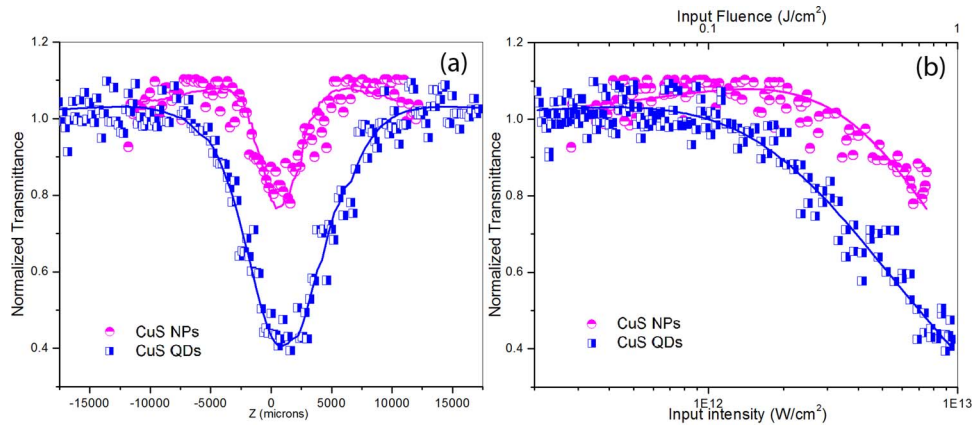 Input Fluence (J/cm²)
0.1 1
(a)
(b)
1.2
1.0
0.8
0.6
0.4
Normalized Transmittance
CuS NPs
CuS QDs
-15000 -10000 -5000 0 5000 10000 15000
Z (microns)
1.2
1.0
0.8
0.6
0.4
Normalized Transmittance
CuS NPs
CuS QDs
1E12 1E13
Input intensity (W/cm²)